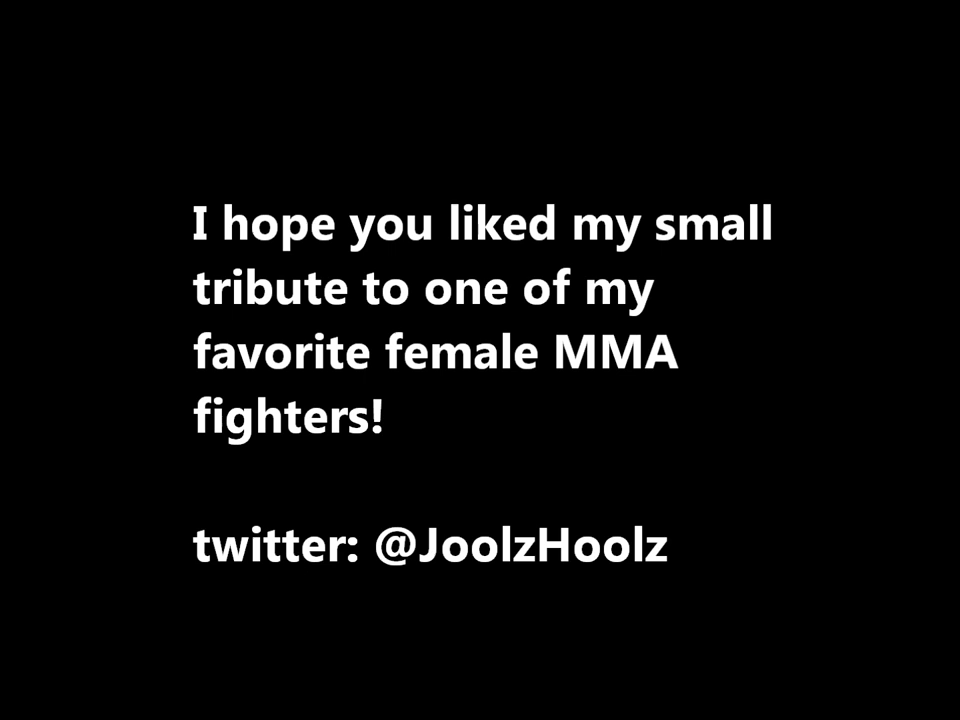 I hope you liked my small
tribute to one of my
favorite female MMA
fighters!
twitter: @JoolzHoolz